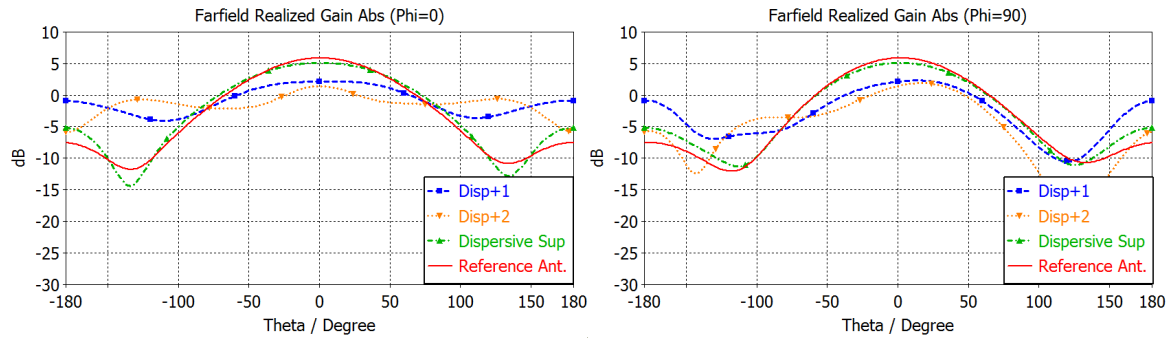 Farfield Realized Gain Abs (Phi=0)
10
5
0
-5
-10
-15
-20
-25
-30
dB
-180
-100
-50
0
50
100
150
180
Theta / Degree
Disp+1
Disp+2
Dispersive Sup
Reference Ant.
Farfield Realized Gain Abs (Phi=90)
10
5
0
-5
-10
-15
-20
-25
-30
dB
-180
-100
-50
0
50
100
150
180
Theta / Degree
Disp+1
Disp+2
Dispersive Sup
Reference Ant.